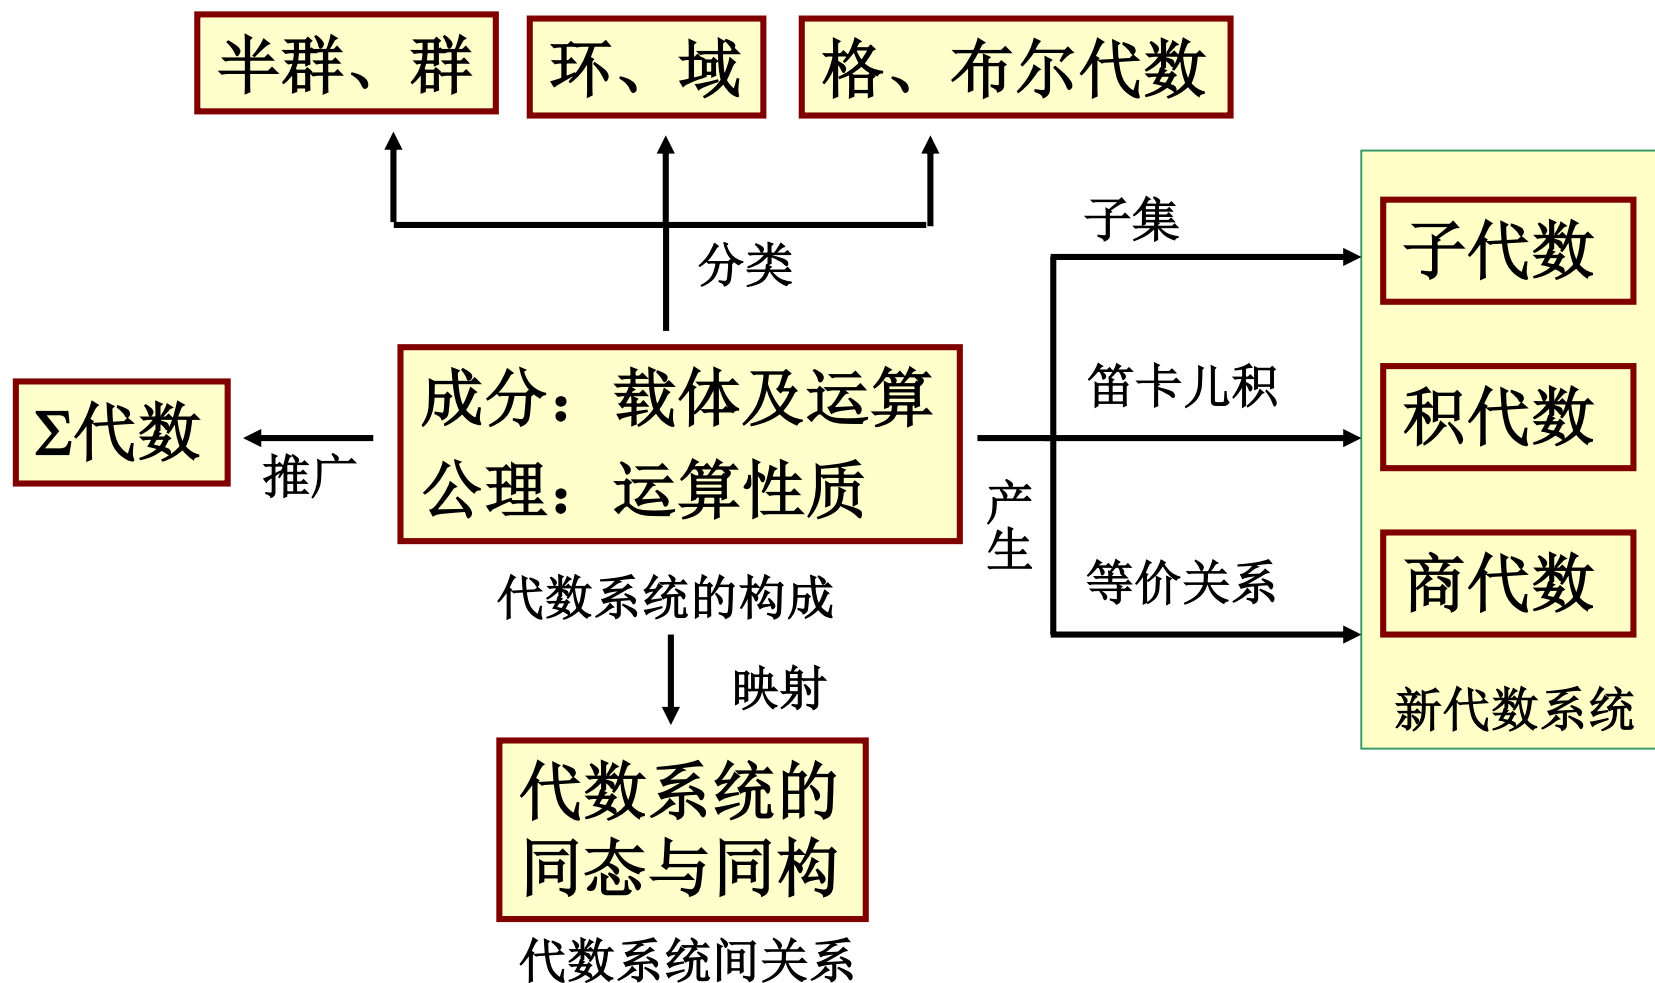 半群、群
环、域
格、布尔代数
分类
子集
子代数
笛卡儿积
积代数
成分：载体及运算
公理：运算性质
Σ代数
推广
产
生
等价关系
商代数
代数系统的构成
映射
新代数系统
代数系统的
同态与同构
代数系统间关系